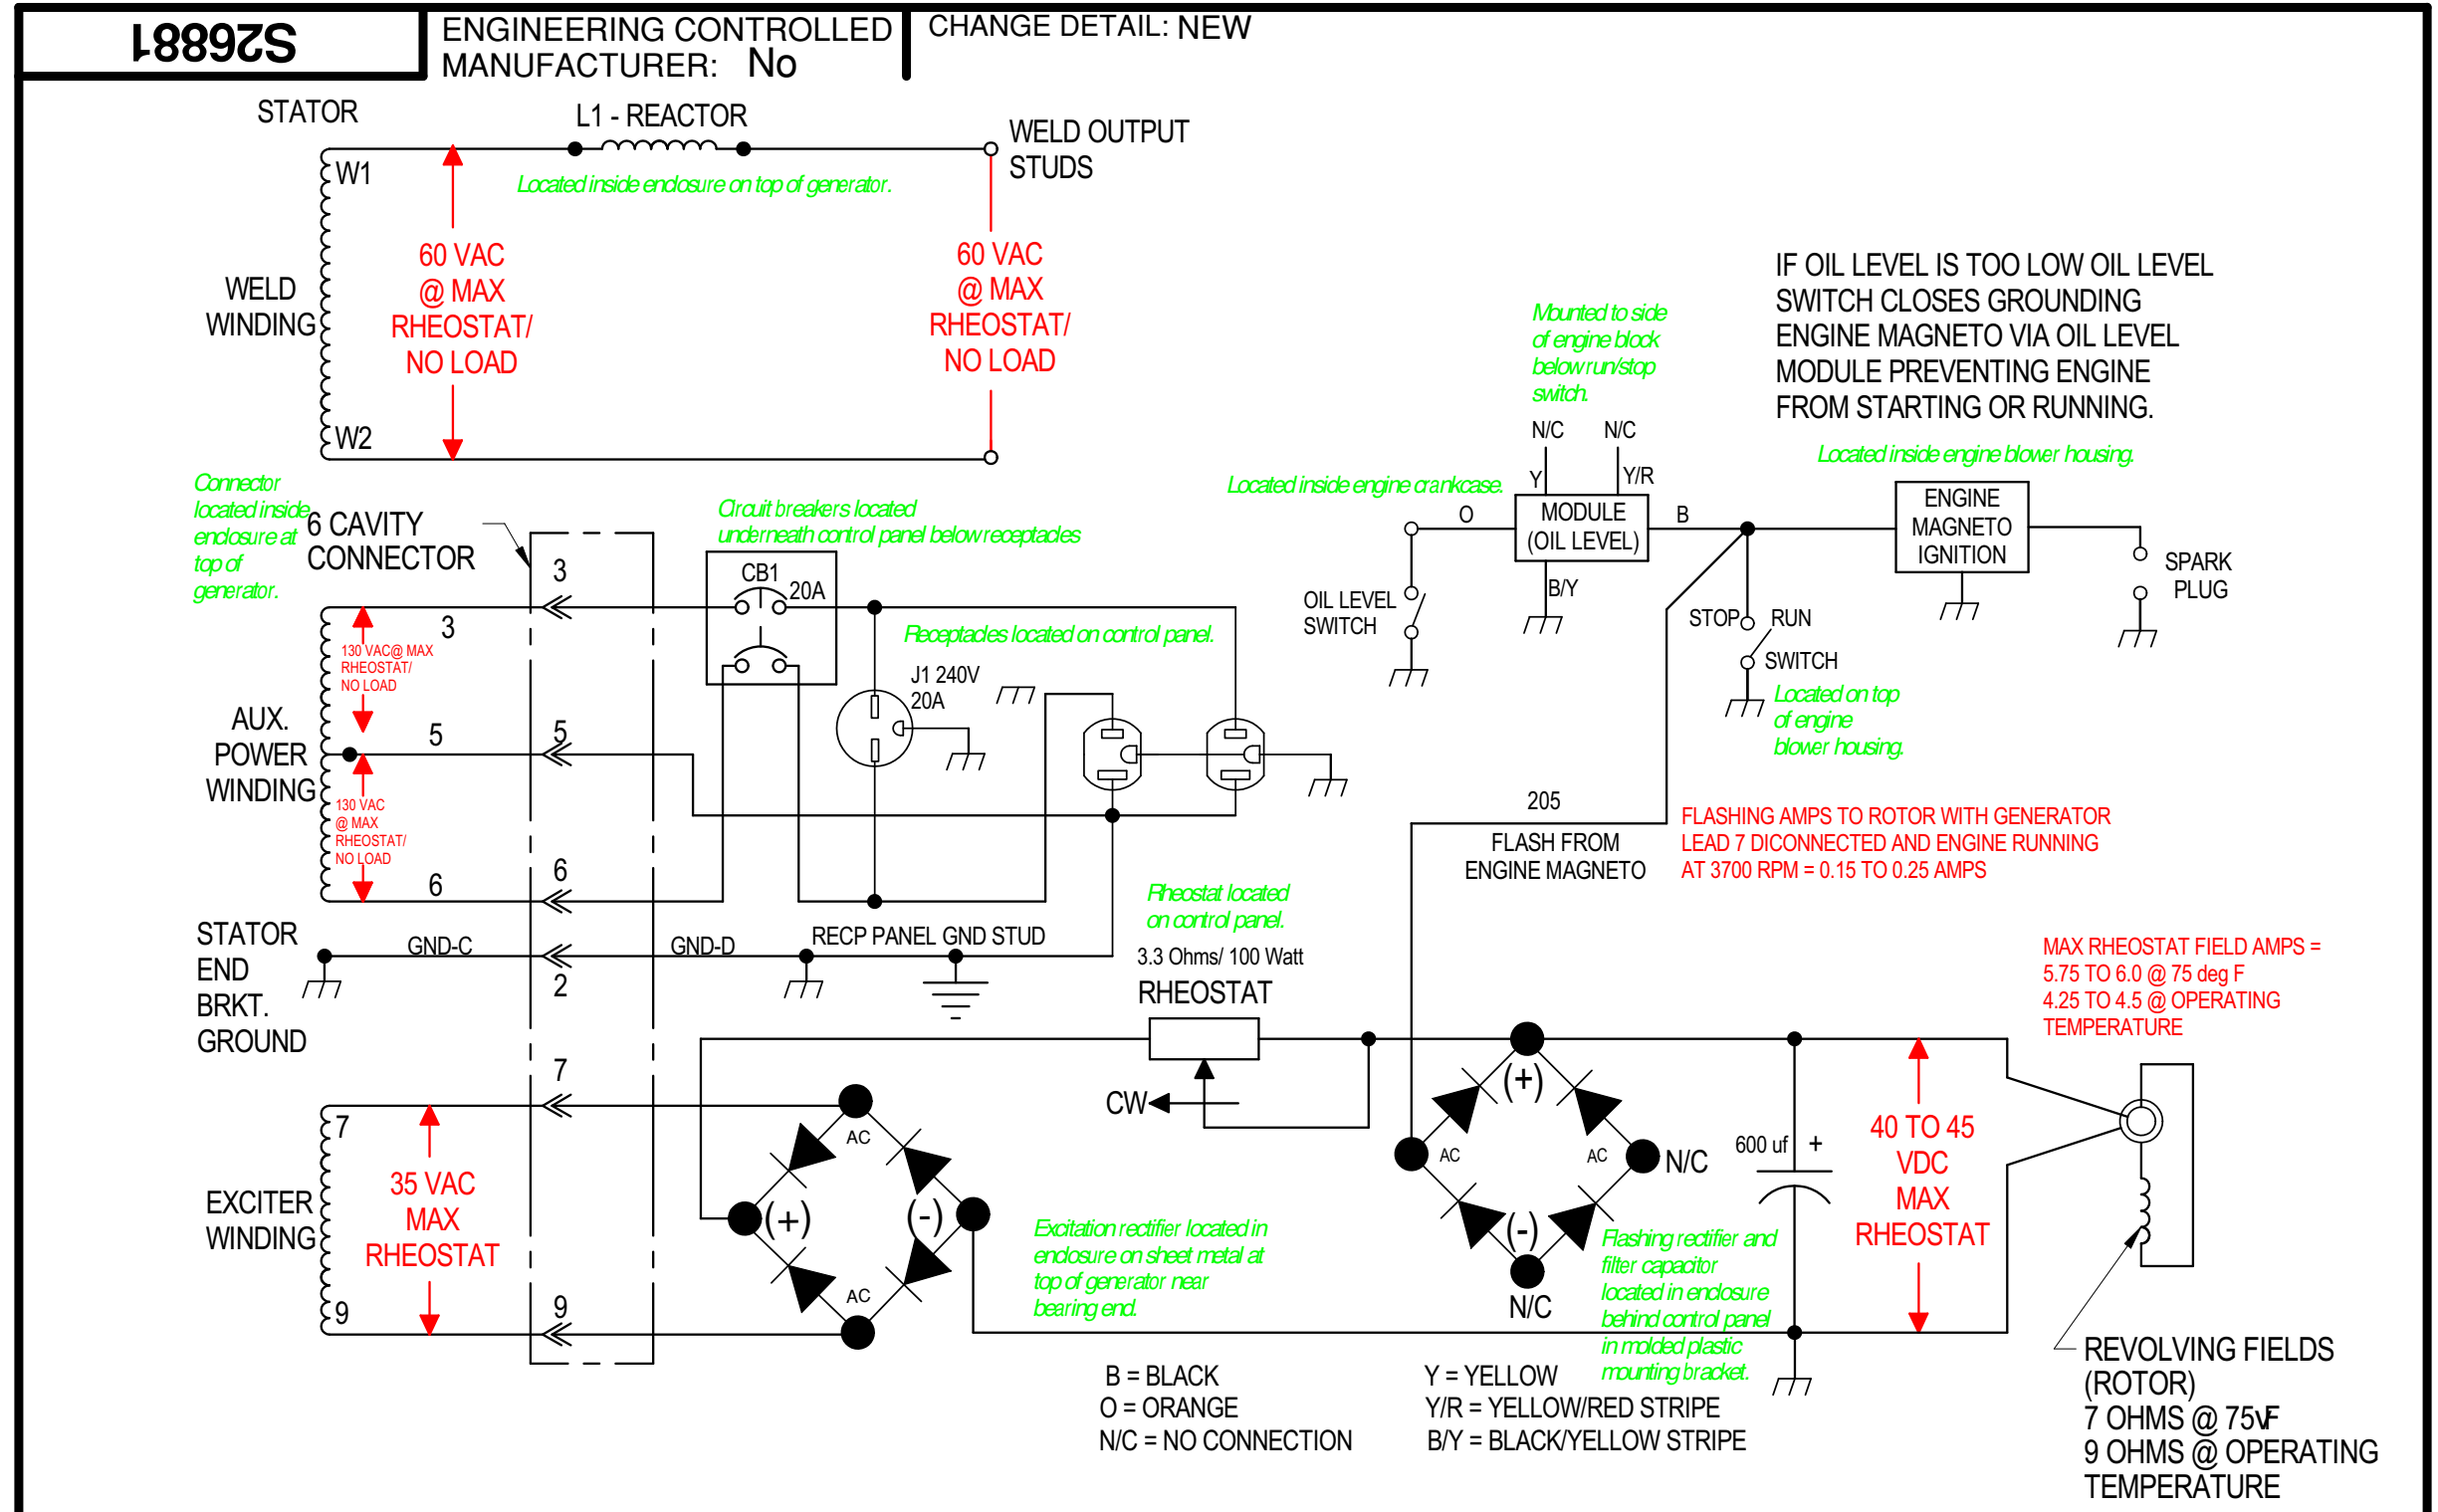 S26881
ENGINEERING CONTROLLED
MANUFACTURER: No
CHANGE DETAIL: NEW
STATOR
L1 - REACTOR
WELD OUTPUT
STUDS
W1
Located inside enclosure on top of generator.
60 VAC
@ MAX
RHEOSTAT/
NO LOAD
60 VAC
@ MAX
RHEOSTAT/
NO LOAD
WELD
WINDING
W2
IF OIL LEVEL IS TOO LOW OIL LEVEL
SWITCH CLOSES GROUNDING
ENGINE MAGNETO VIA OIL LEVEL
MODULE PREVENTING ENGINE
FROM STARTING OR RUNNING.
Mounted to side
of engine block
below run/stop
switch.
N/C
N/C
Y
Y/R
Located inside engine blower housing.
Located inside engine crankcase.
O
MODULE
(OIL LEVEL)
B
B/Y
ENGINE
MAGNETO
IGNITION
SPARK
PLUG
OIL LEVEL
SWITCH
STOP
RUN
SWITCH
Located on top
of engine
blower housing.
Connector
located inside
enclosure at
top of
generator.
6 CAVITY
CONNECTOR
Circuit breakers located
underneath control panel below receptacles
CB1
20A
3
3
130 VAC@ MAX
RHEOSTAT/
NO LOAD
Receptacles located on control panel.
J1 240V
20A
AUX.
POWER
WINDING
5
5
130 VAC
@ MAX
RHEOSTAT/
NO LOAD
6
6
205
FLASH FROM
ENGINE MAGNETO
FLASHING AMPS TO ROTOR WITH GENERATOR
LEAD 7 DICONNECTED AND ENGINE RUNNING
AT 3700 RPM = 0.15 TO 0.25 AMPS
STATOR
END
BRKT.
GROUND
GND-C
GND-D
2
RECP PANEL GND STUD
Rheostat located
on control panel.
3.3 Ohms/ 100 Watt
RHEOSTAT
CW
MAX RHEOSTAT FIELD AMPS =
5.75 TO 6.0 @ 75 deg F
4.25 TO 4.5 @ OPERATING
TEMPERATURE
7
7
EXCITER
WINDING
35 VAC
MAX
RHEOSTAT
9
9
AC
(+)
(-)
AC
Excitation rectifier located in
enclosure on sheet metal at
top of generator near
bearing end.
(+)
AC
AC
N/C
(-)
N/C
600 uf
+
40 TO 45
VDC
MAX
RHEOSTAT
Flashing rectifier and
filter capacitor
located in enclosure
behind control panel
in molded plastic
mounting bracket.
REVOLVING FIELDS
(ROTOR)
7 OHMS @ 75
9 OHMS @ OPERATING
TEMPERATURE
B = BLACK
O = ORANGE
N/C = NO CONNECTION
Y = YELLOW
Y/R = YELLOW/RED STRIPE
B/Y = BLACK/YELLOW STRIPE